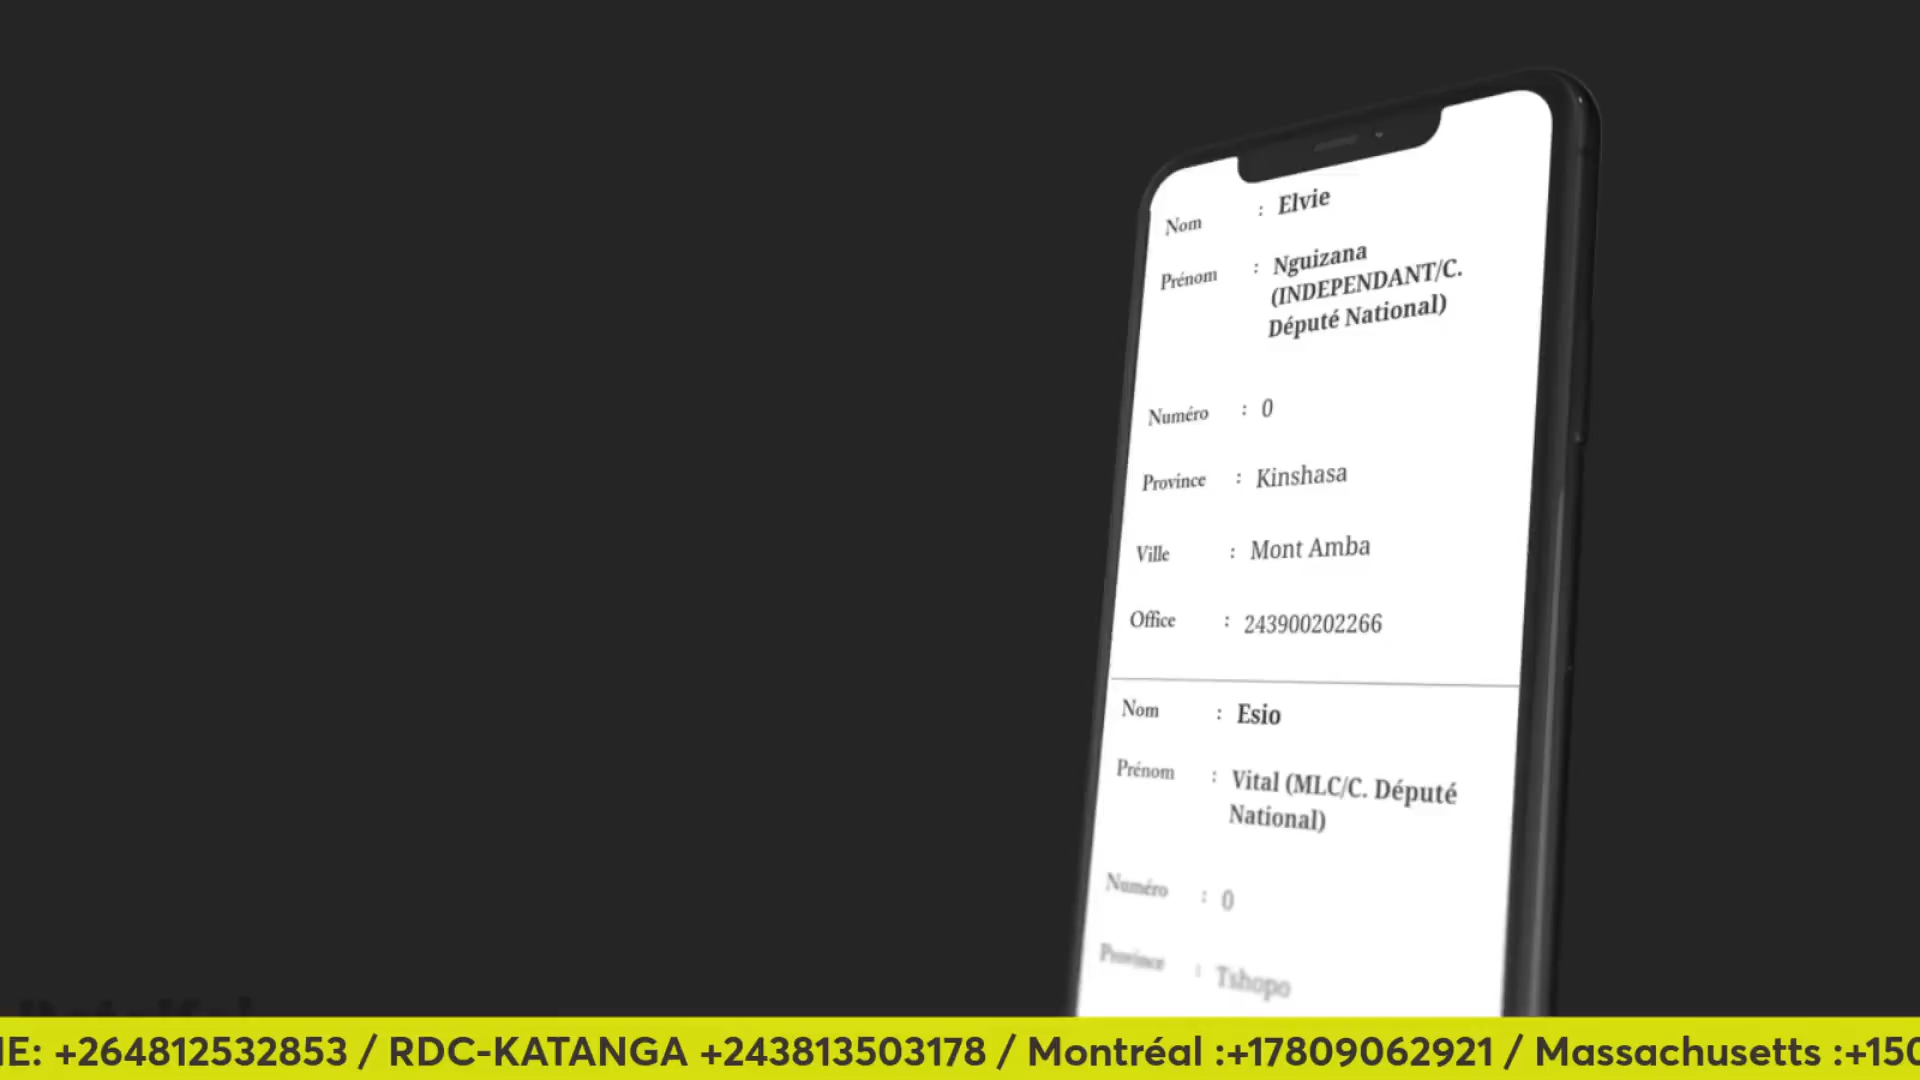 Nom : Elvie
Prénom : Nguizana
(INDEPENDANT/C.
Député National)
Numéro : 0
Province : Kinshasa
Ville : Mont Amba
Office : 243900202266
Nom : Esio
Prénom : Vital (MLC/C. Député
National)
Numéro : 0
Province : Tshopo
IE: +264812532853 / RDC-KATANGA +243813503178 / Montréal :+17809062921 / Massachusetts :+150